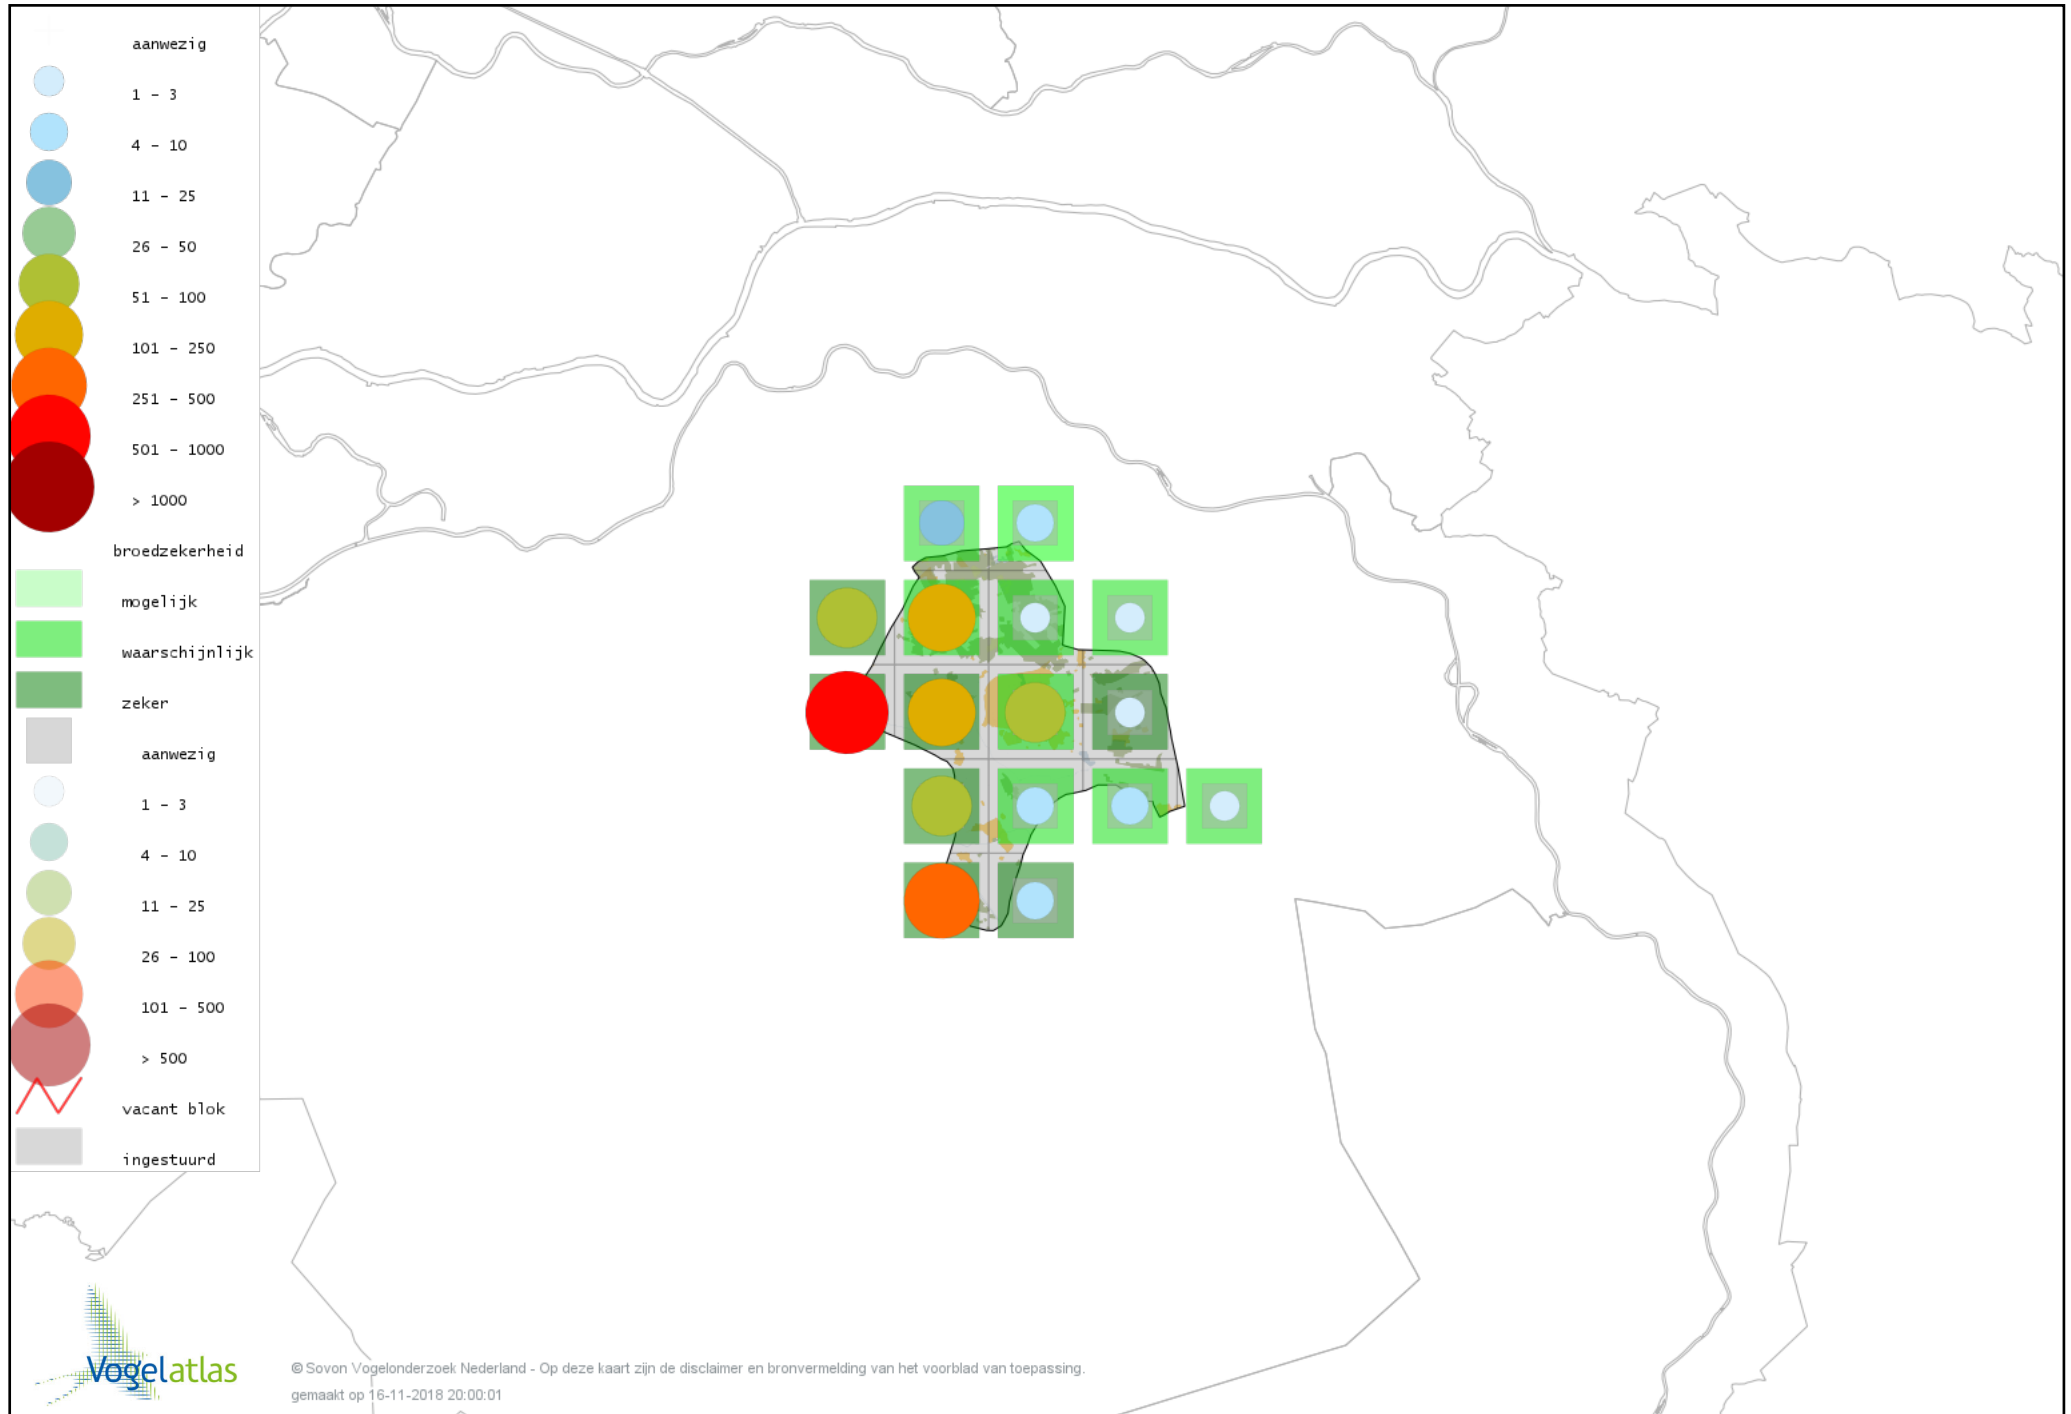 aanwezig
1 - 3
4 - 10
11 - 25
26 - 50
51 - 100
101 - 250
251 - 500
501 - 1000
> 1000
broedzekerheid
mogelijk
waarschijnlijk
zeker
aanwezig
1 - 3
4 - 10
11 - 25
26 - 100
101 - 500
> 500
vacant blok
ingestuurd
Vogelatlas
© Sovon Vogelonderzoek Nederland - Op deze kaart zijn de disclaimer en bronvermelding van het voorblad van toepassing.
gemaakt op 16-11-2018 20:00:01